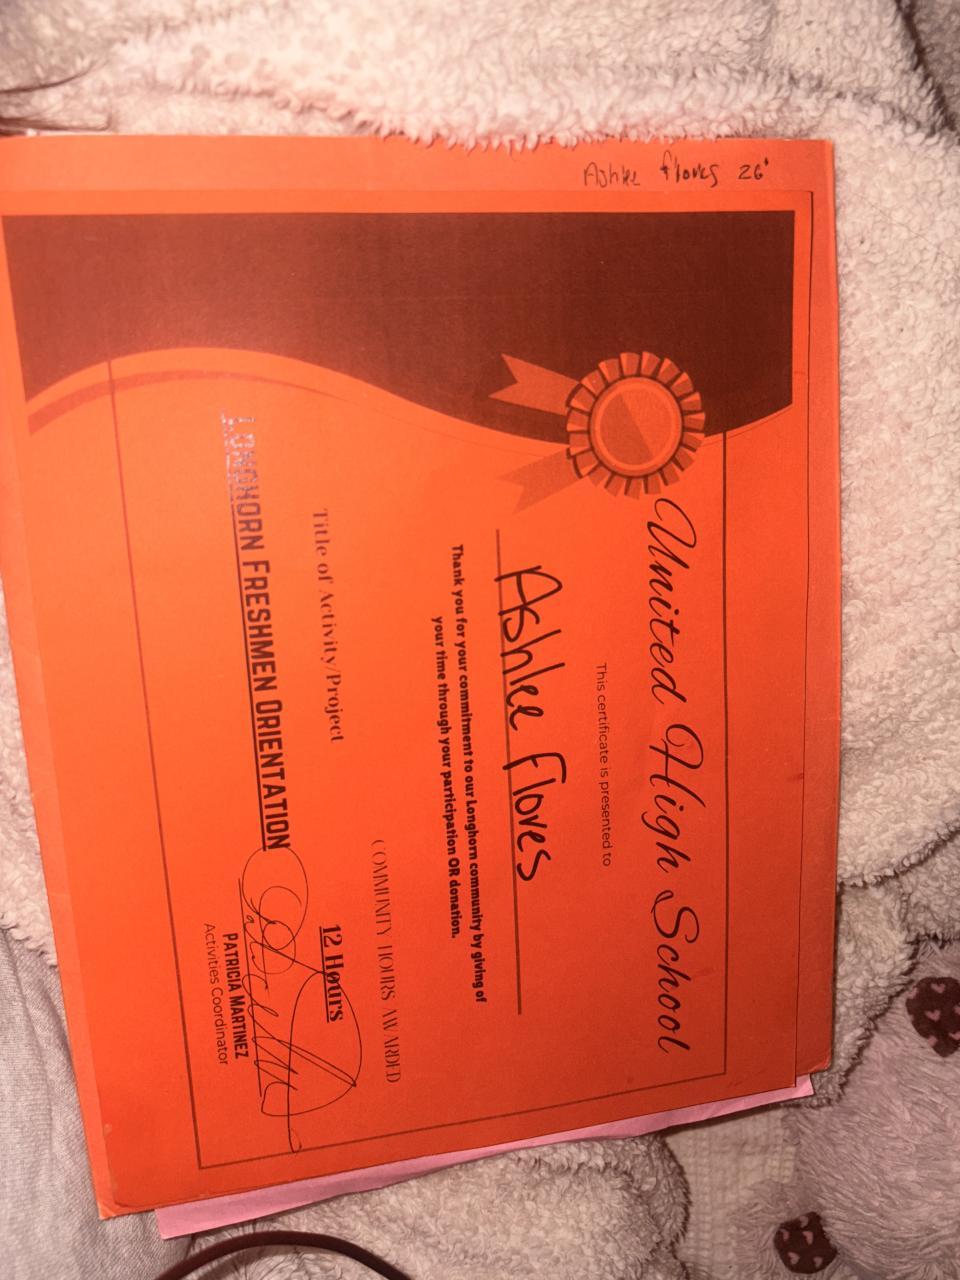 Ashlee flores 26'
United High School
This certificate is presented to
Ashlee Flores
Thank you for your commitment to our Longhorn community by giving of
your time through your participation OR donation.
Title of Activity/Project
LONGHORN FRESHMEN ORIENTATION
COMMUNITY HOURS AWARDED
12 Hours
PATRICIA MARTINEZ
Activities Coordinator